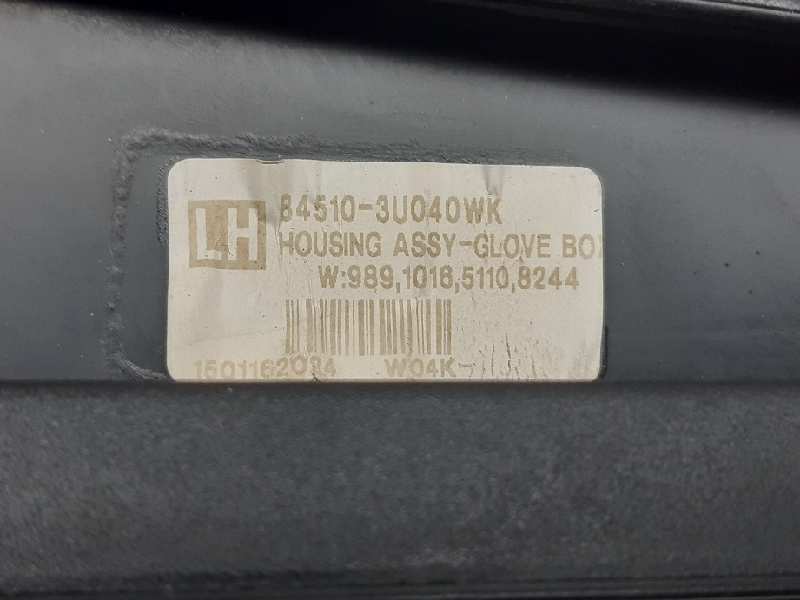 LH
84510-3U040WK
HOUSING ASSY-GLOVE BOX
W:989,1016,5110,8244
1501162034 W04K-